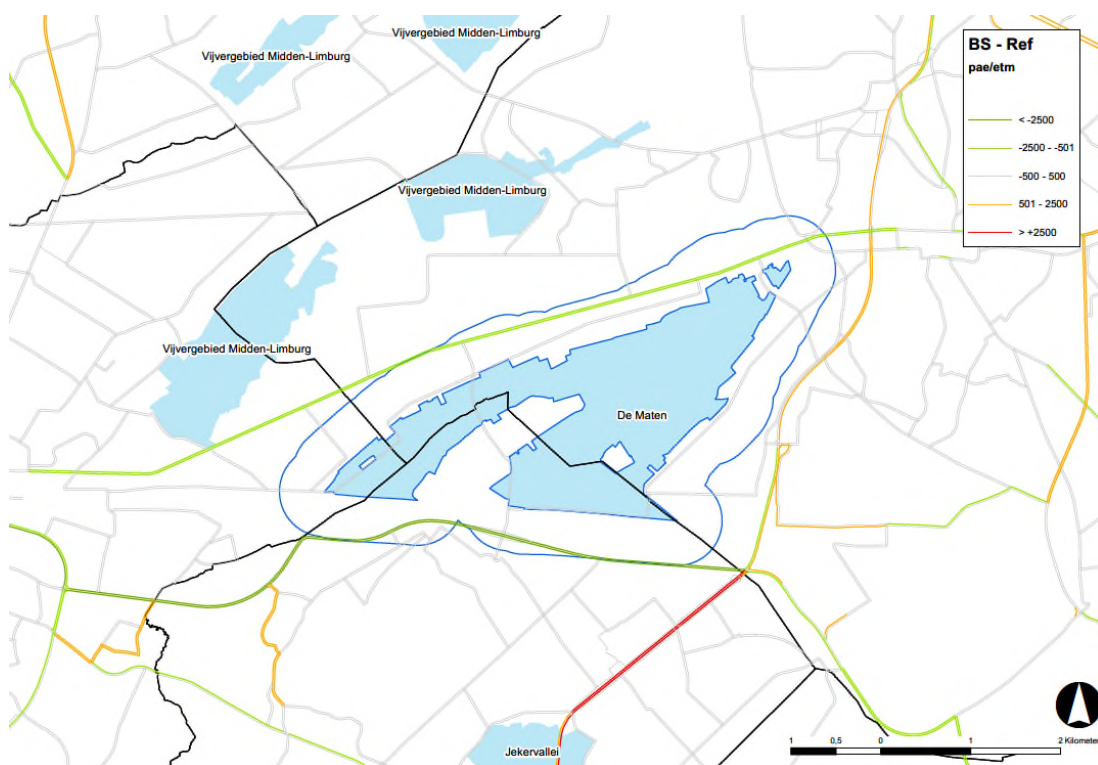 Vijvergebied Midden-Limburg
Vijvergebied Midden-Limburg
BS - Ref
pae/etm
< -2500
-2500 - -501
-500 - 500
501 - 2500
> +2500
Vijvergebied Midden-Limburg
Vijvergebied Midden-Limburg
De Maten
Jekervallei
1 0,5 0 1 2
Kilometer